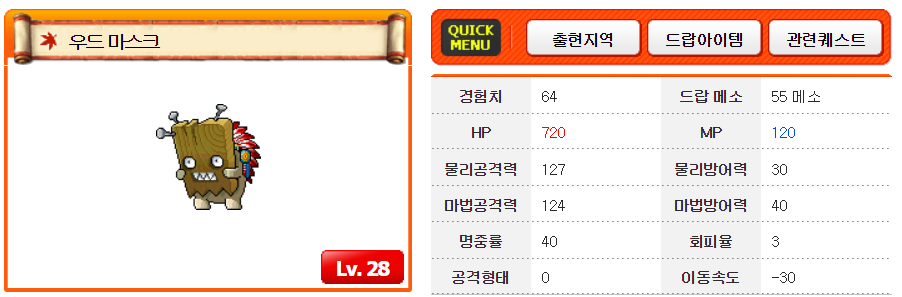 우드 마스크
Lv. 28
QUICK MENU 출현지역 드랍아이템 관련퀘스트
경험치 64 드랍 메소 55 메소
HP 720 MP 120
물리공격력 127 물리방어력 30
마법공격력 124 마법방어력 40
명중률 40 회피율 3
공격형태 0 이동속도 -30